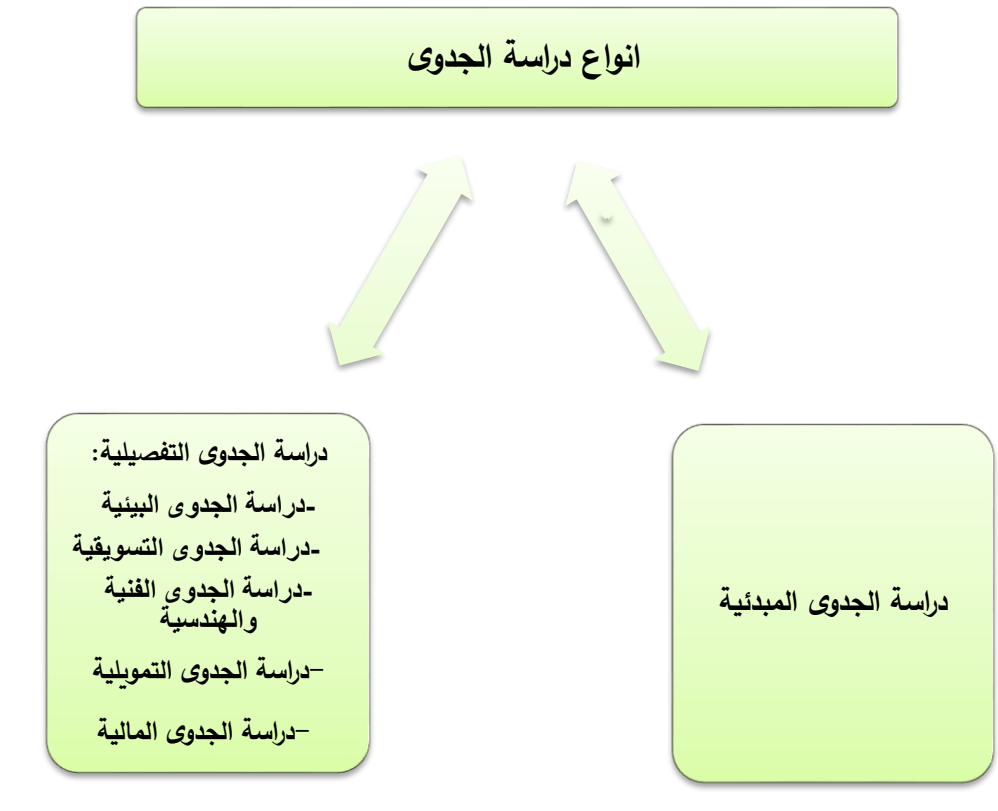 انواع دراسة الجدوى
دراسة الجدوى المبدئية
دراسة الجدوى التفصيلية:
-دراسة الجدوى البيئية
-دراسة الجدوى التسويقية
-دراسة الجدوى الفنية
والهندسية
–دراسة الجدوى التمويلية
–دراسة الجدوى المالية